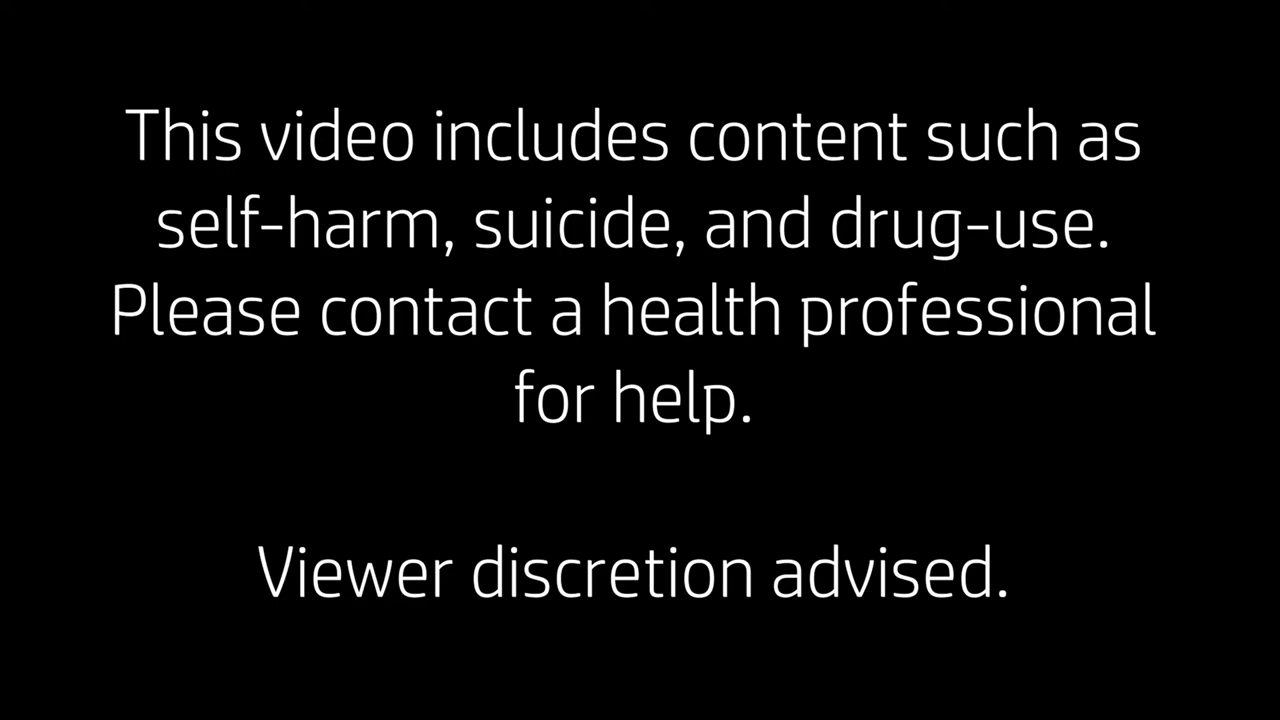 This video includes content such as
self-harm, suicide, and drug-use.
Please contact a health professional
for help.
Viewer discretion advised.